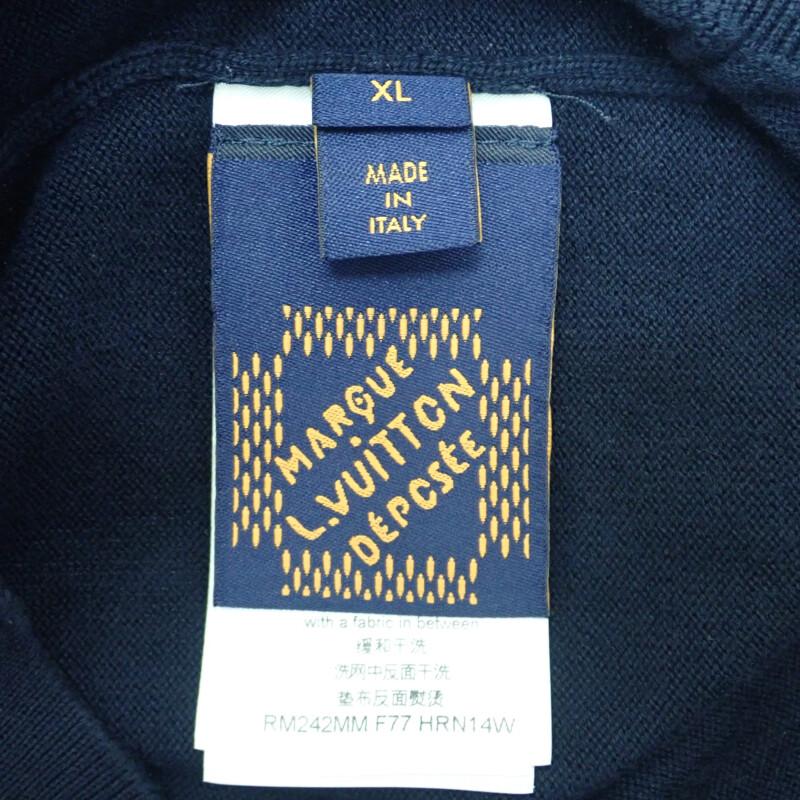 XL
MADE
IN
ITALY
MARQUE
L.VUITTON
DÉPOSÉE
with a fabric in between
缓和干洗
洗网中反面干洗
垫布反面熨烫
RM242MM F77 HRN14W